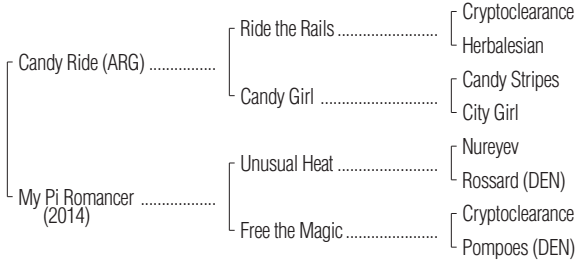 Cryptoclearance
Ride the Rails
Herbalesian
Candy Ride (ARG)
Candy Stripes
Candy Girl
City Girl
Nureyev
Unusual Heat
Rossard (DEN)
My Pi Romancer
(2014)
Cryptoclearance
Free the Magic
Pompoes (DEN)